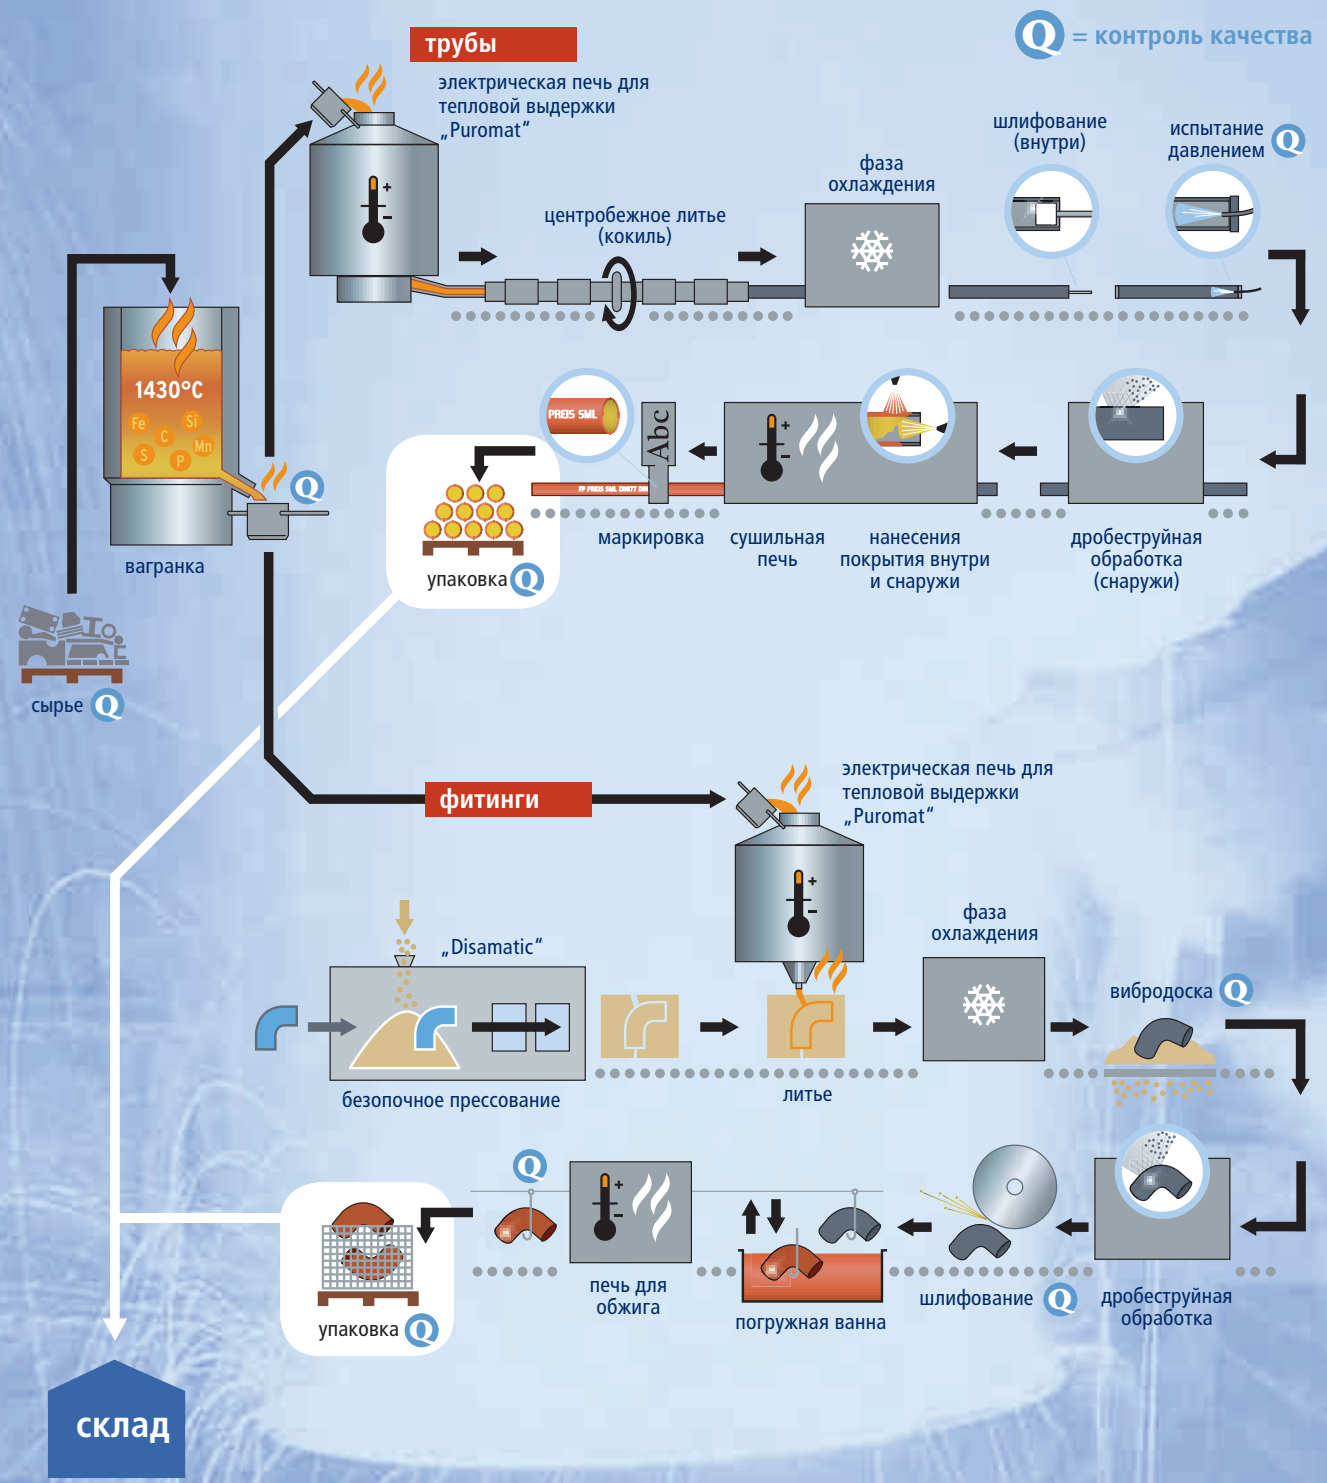 трубы
Q = контроль качества
электрическая печь для
тепловой выдержки
„Puromat“
шлифование
(внутри)
испытание
давлением Q
фаза
охлаждения
центробежное литье
(кокиль)
+
-
1430°C
Fe
Si
C
Mn
S
P
Q
вагранка
PREIS SML
Abc
+
-
упаковка Q
маркировка
сушильная
печь
нанесения
покрытия внутри
и снаружи
дробеструйная
обработка
(снаружи)
сырье Q
фитинги
электрическая печь для
тепловой выдержки
„Puromat“
+
-
„Disamatic“
фаза
охлаждения
вибродоска Q
безопочное прессование
литье
Q
+
-
печь для
обжига
погружная ванна
шлифование Q
дробеструйная
обработка
упаковка Q
склад